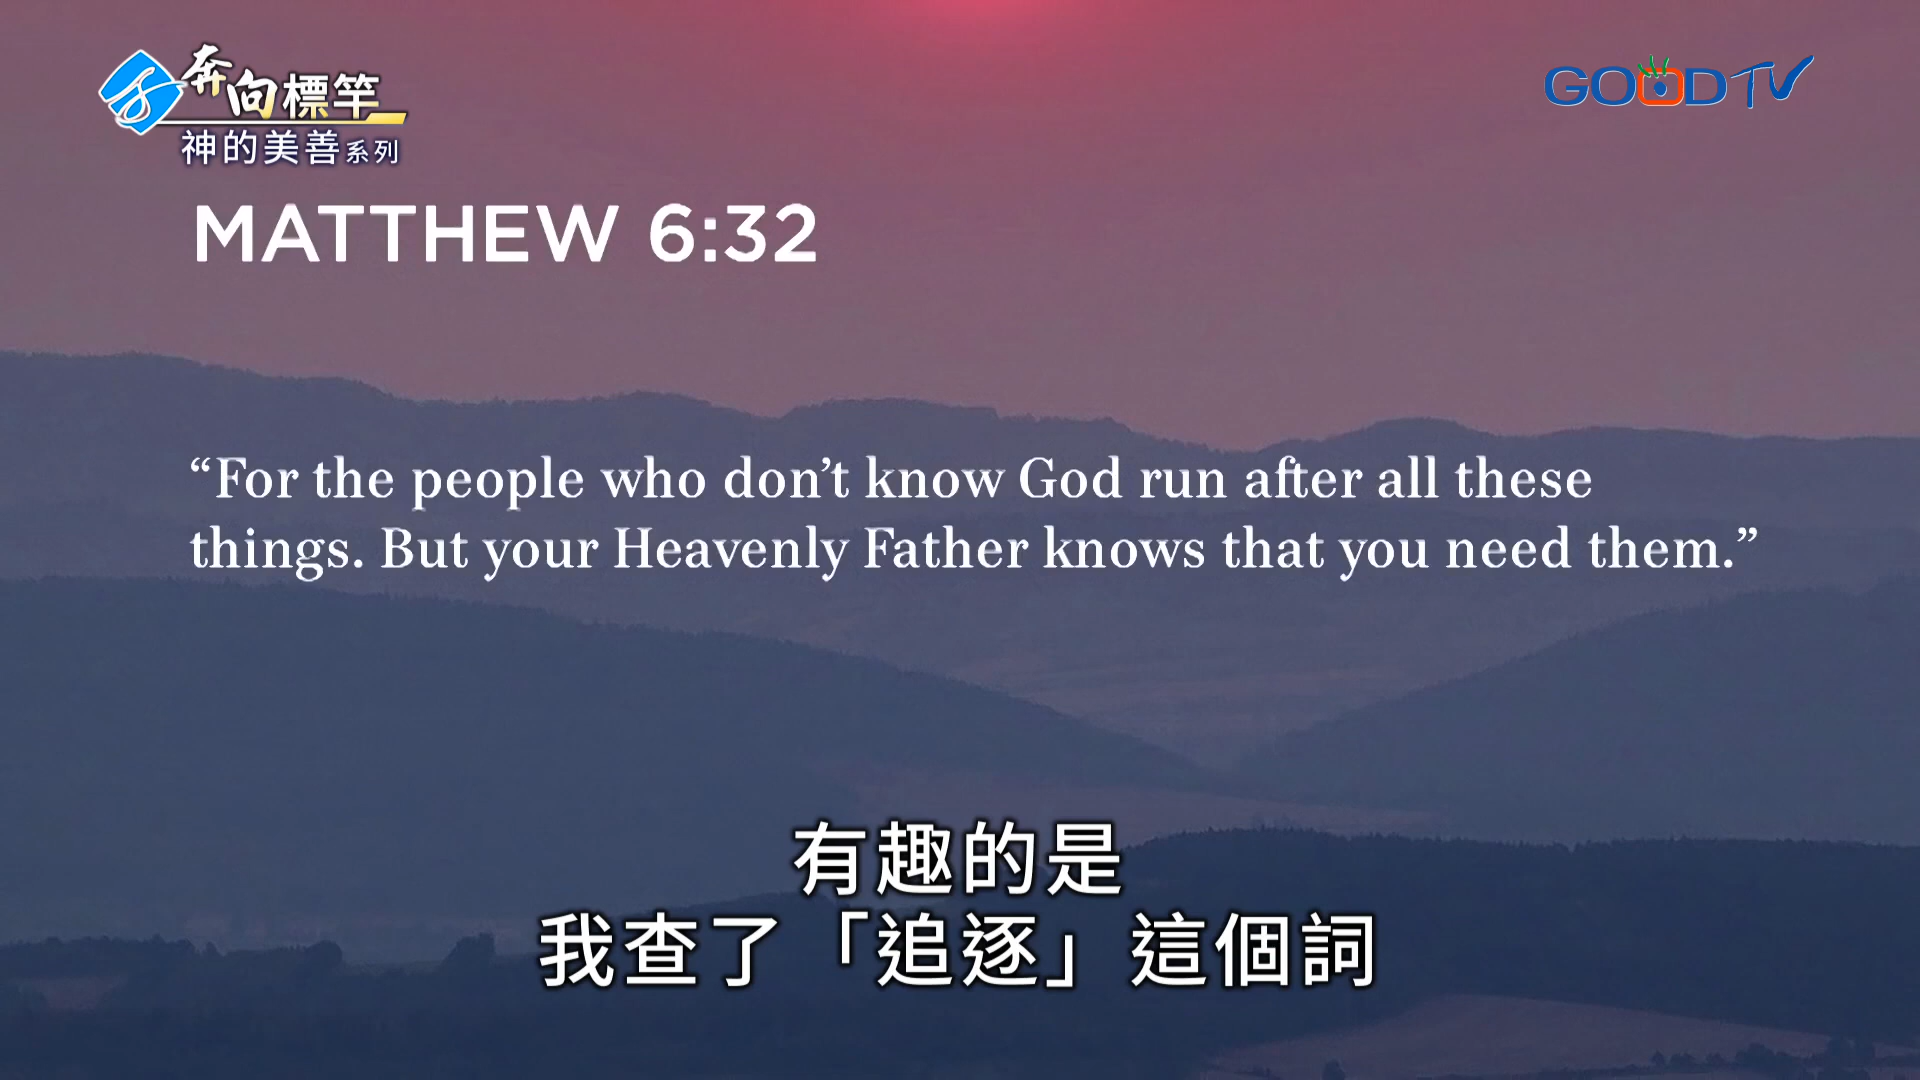 奔向標竿
神的美善系列
GOOD TV
MATTHEW 6:32
“For the people who don’t know God run after all these
things. But your Heavenly Father knows that you need them.”
有趣的是
我查了「追逐」這個詞